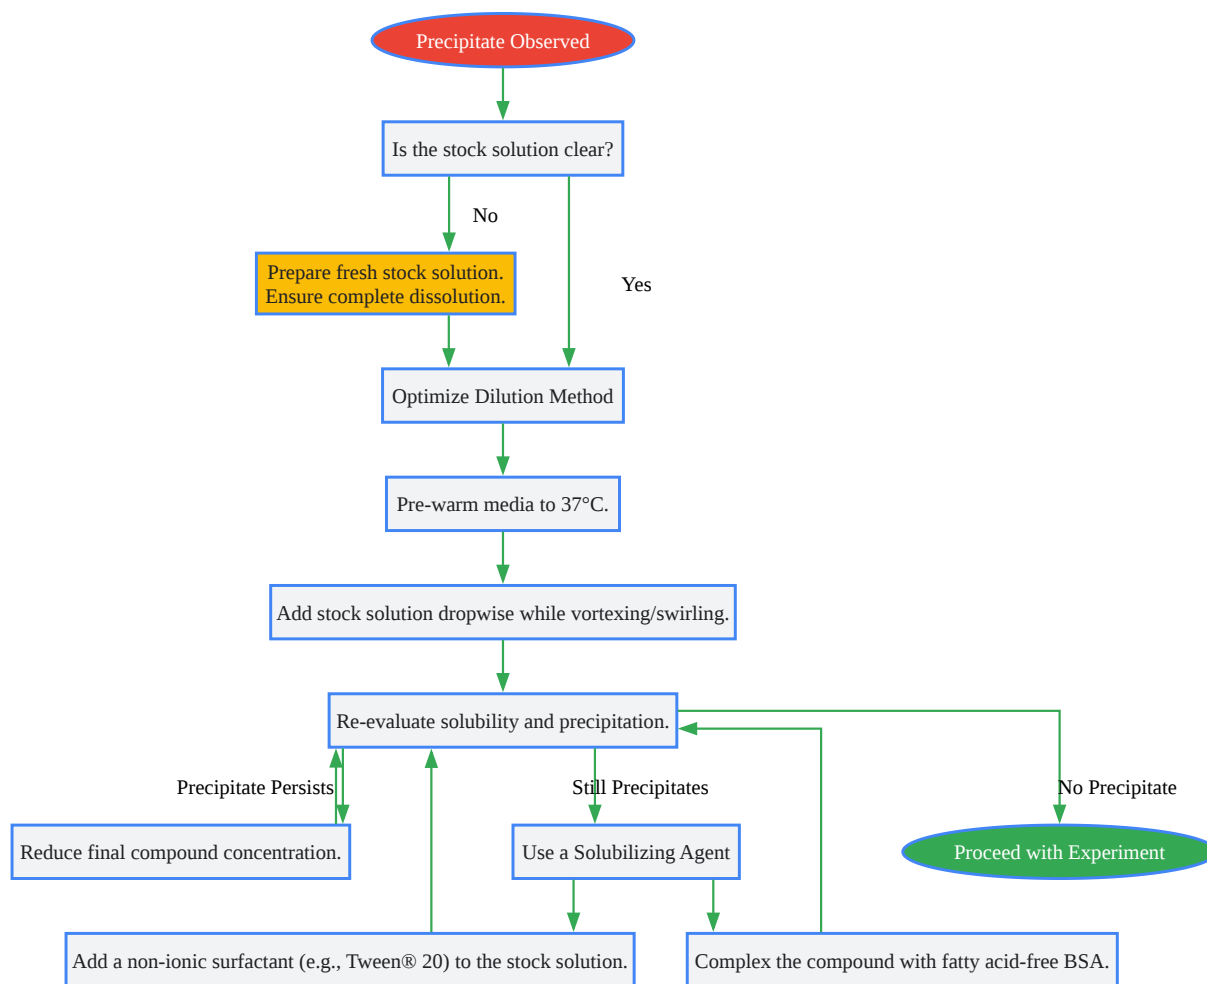 Precipitate Observed
Is the stock solution clear?
No
Prepare fresh stock solution.
Ensure complete dissolution.
Yes
Optimize Dilution Method
Pre-warm media to 37°C.
Add stock solution dropwise while vortexing/swirling.
Re-evaluate solubility and precipitation.
Precipitate Persists
Still Precipitates
No Precipitate
Reduce final compound concentration.
Use a Solubilizing Agent
Proceed with Experiment
Add a non-ionic surfactant (e.g., Tween® 20) to the stock solution.
Complex the compound with fatty acid-free BSA.